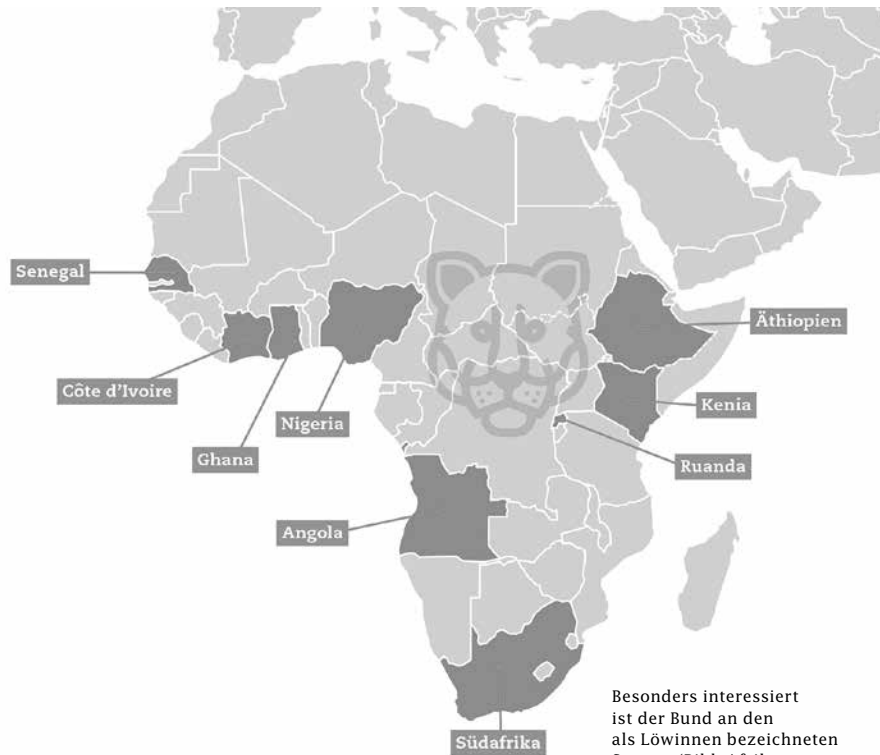 Senegal
Äthiopien
Côte d’Ivoire
Kenia
Nigeria
Ghana
Ruanda
Angola
Besonders interessiert
ist der Bund an den
als Löwinnen bezeichneten
Südafrika